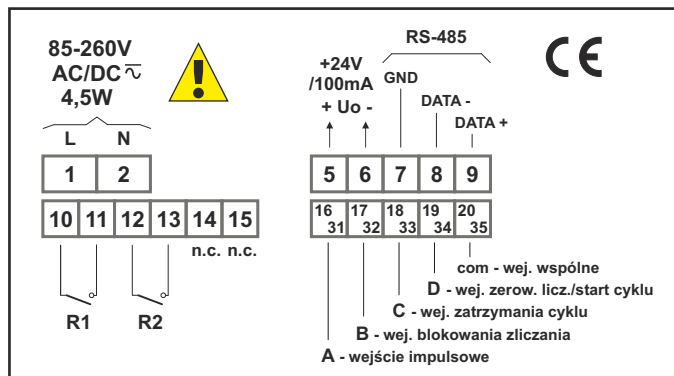 85-260V
AC/DC
4,5W
L N
1 2
10 11 12 13 14 15
n.c. n.c.
R1 R2
RS-485
+24V
/100mA
+ Uo -
GND
DATA -
DATA +
CE
5 6 7 8 9
16 17 18 19 20
31 32 33 34 35
com - wej. wspólne
D - wej. zerow. licz./start cyklu
C - wej. zatrzymania cyklu
B - wej. blokowania zliczania
A - wejście impulsowe